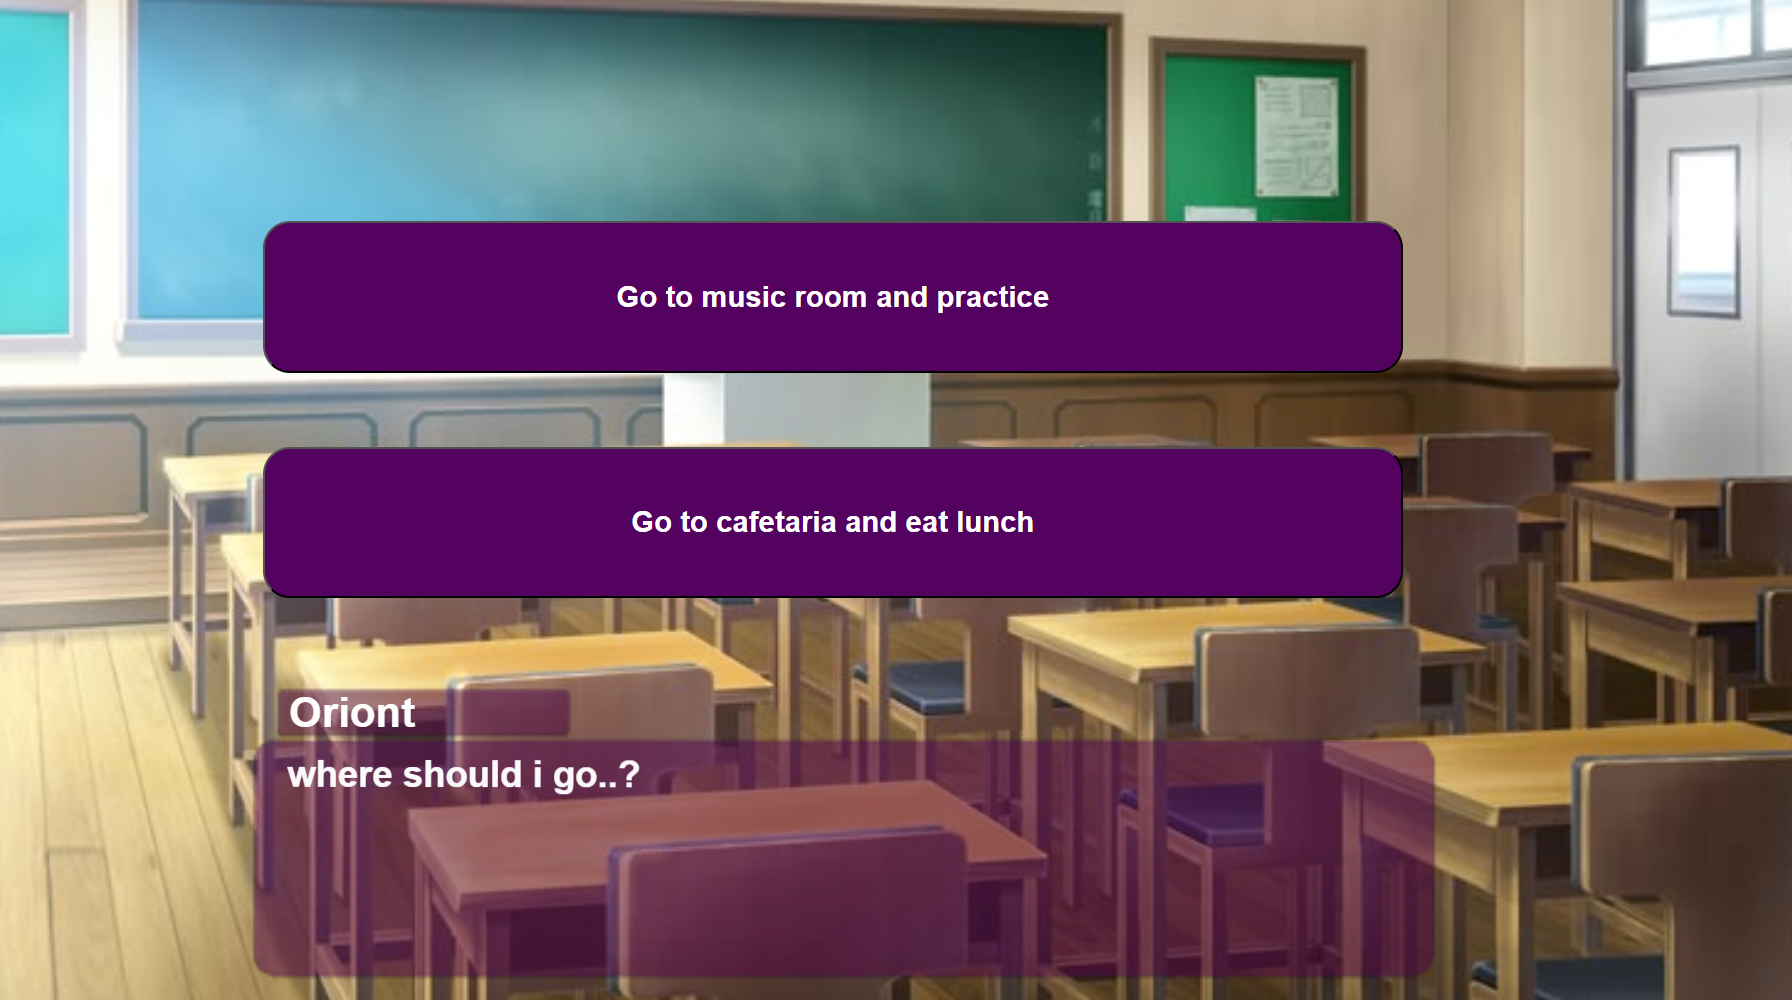 Go to music room and practice
Go to cafetaria and eat lunch
Oriont
where should i go..?